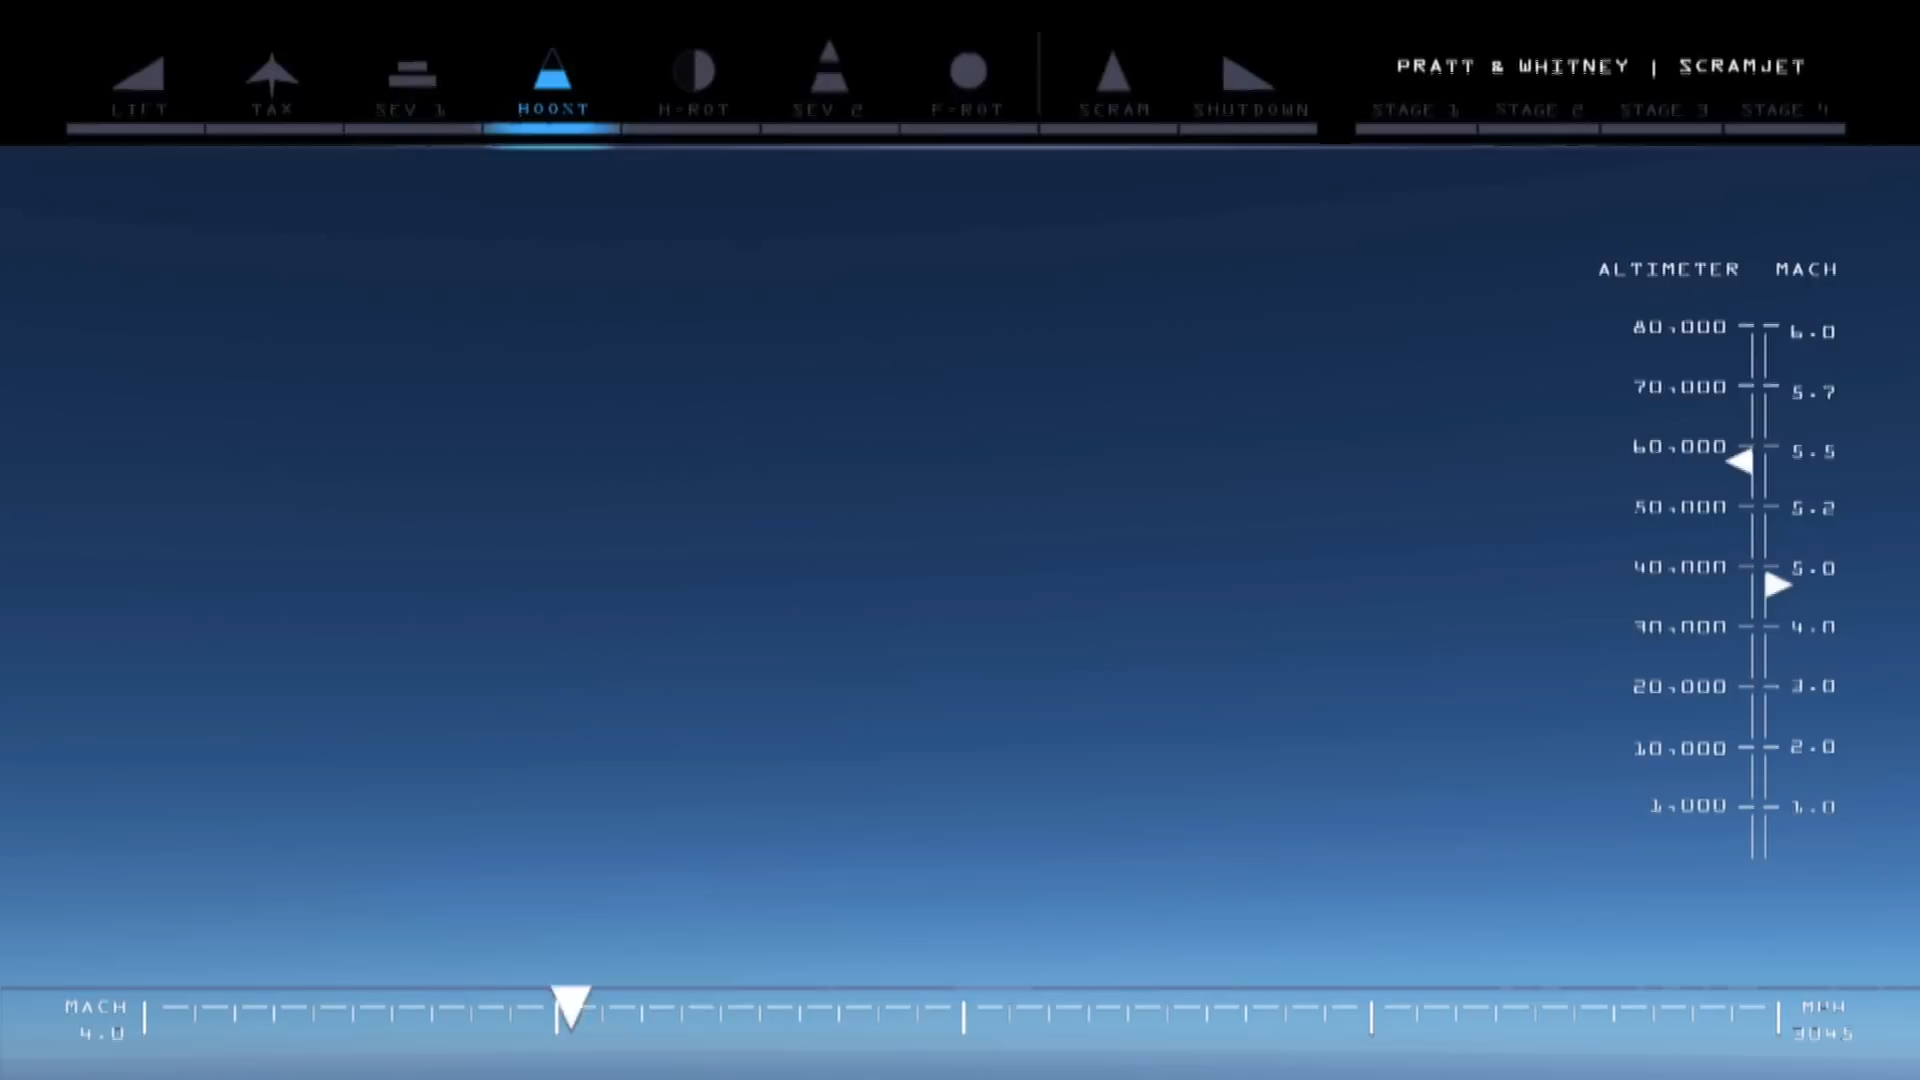 PRATT & WHITNEY | SCRAMJET
LIFT TAX SEV 1 HOOST H-ROT SEV 2 F-ROT SCRAM SHUTDOWN STAGE 1 STAGE 2 STAGE 3 STAGE 4
ALTIMETER MACH
80,000 6.0
70,000 5.7
60,000 5.5
50,000 5.2
40,000 5.0
30,000 4.0
20,000 3.0
10,000 2.0
1,000 1.0
MACH
4.0
MPH
3045